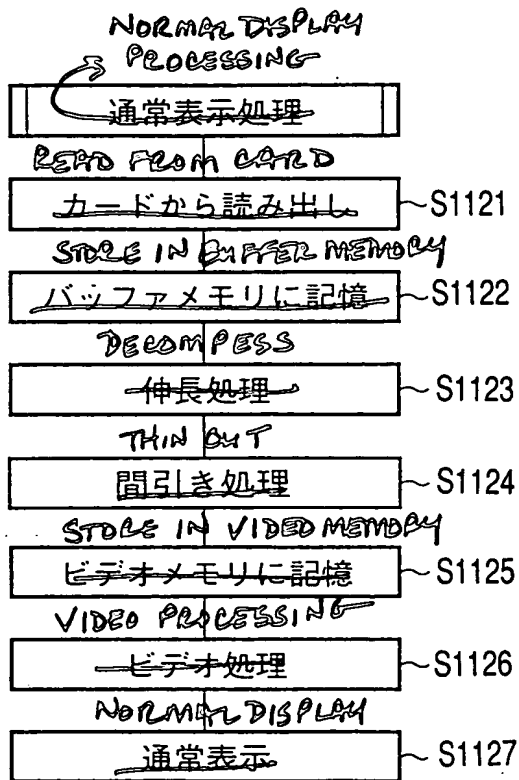 NORMAL DISPLAY
PROCESSING
通常表示処理
READ FROM CARD
カードから読み出し S1121
STORE IN BUFFER MEMORY
バッファメモリに記憶 S1122
DECOMPESS
伸長処理 S1123
THIN OUT
間引き処理 S1124
STORE IN VIDEO MEMORY
ビデオメモリに記憶 S1125
VIDEO PROCESSING
ビデオ処理 S1126
NORMAL DISPLAY
通常表示 S1127